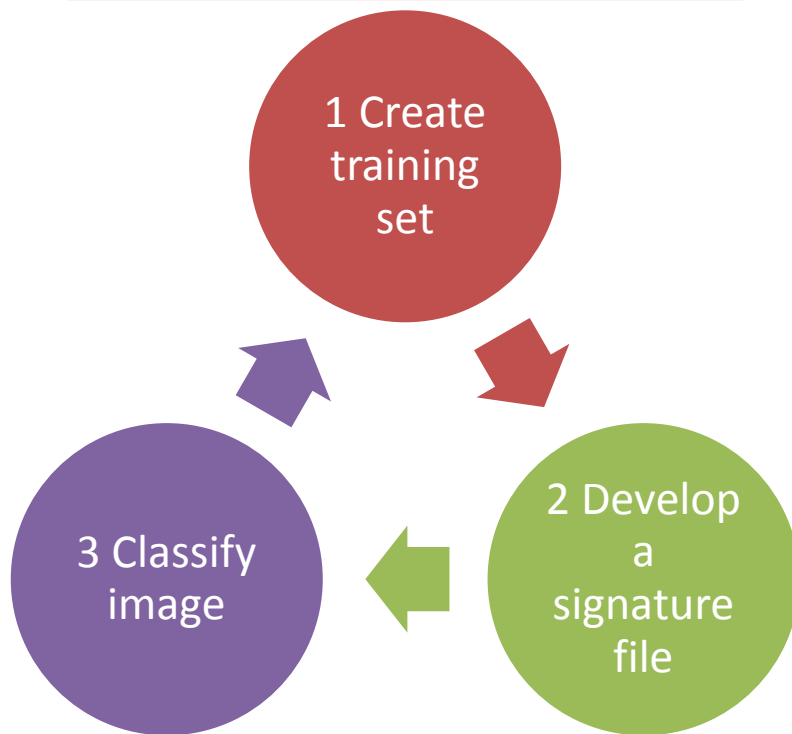 1 Create
training
set
2 Develop
a
signature
file
3 Classify
image